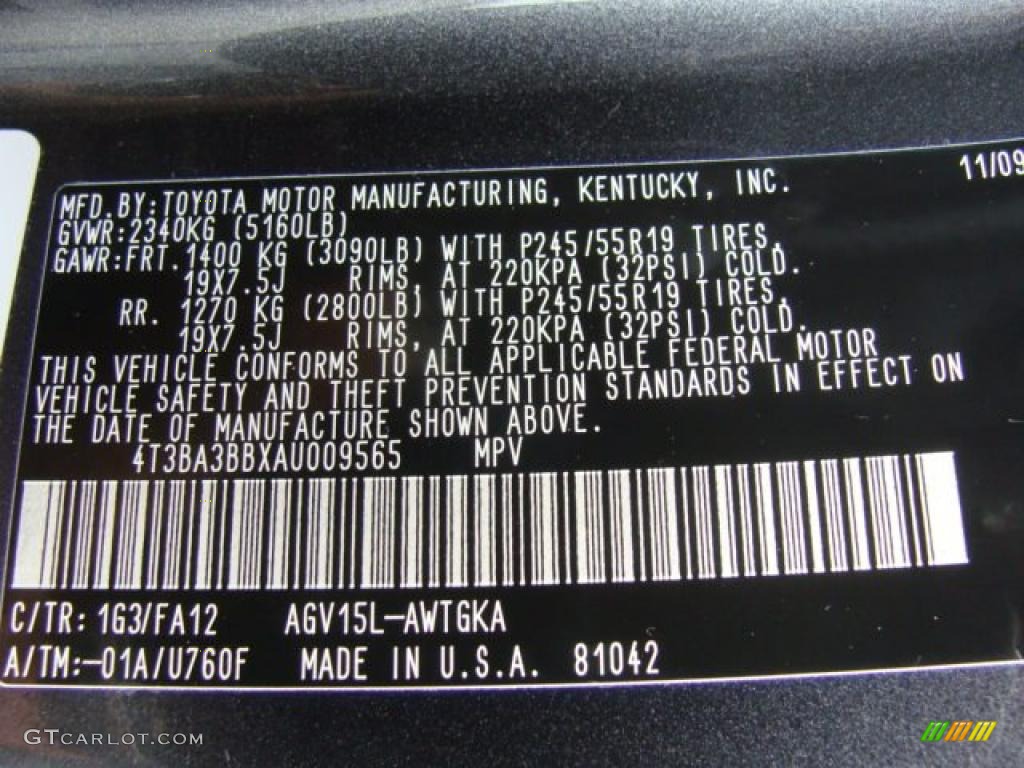 11/09
MFD.BY:TOYOTA MOTOR MANUFACTURING, KENTUCKY, INC.
GVWR:2340KG (5160LB)
GAWR:FRT.1400 KG (3090LB) WITH P245/55R19 TIRES,
19X7.5J RIMS, AT 220KPA (32PSI) COLD.
RR. 1270 KG (2800LB) WITH P245/55R19 TIRES,
19X7.5J RIMS, AT 220KPA (32PSI) COLD.
THIS VEHICLE CONFORMS TO ALL APPLICABLE FEDERAL MOTOR
VEHICLE SAFETY AND THEFT PREVENTION STANDARDS IN EFFECT ON
THE DATE OF MANUFACTURE SHOWN ABOVE.
4T3BA3BBXAU009565 MPV
C/TR: 1G3/FA12 AGV15L-AWTGKA
A/TM:-01A/U760F MADE IN U.S.A. 81042
GTCARLOT.COM